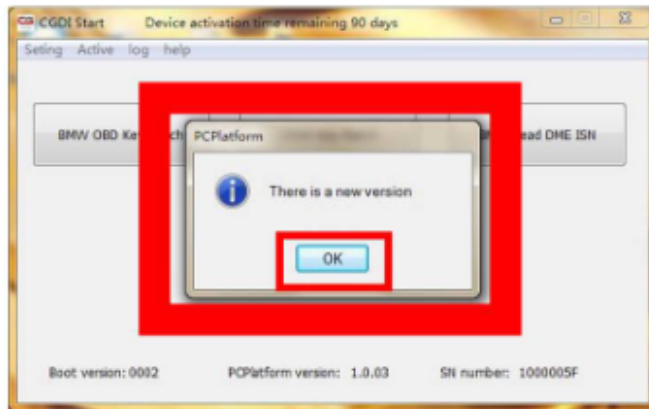 CGDI Start Device activation time remaining 90 days
Seting Active log help
BMW OBD Ke
ead DME ISN
PCPlatform
There is a new version
OK
Boot version: 0002 PCPlatform version: 1.0.03 SN number: 1000005F